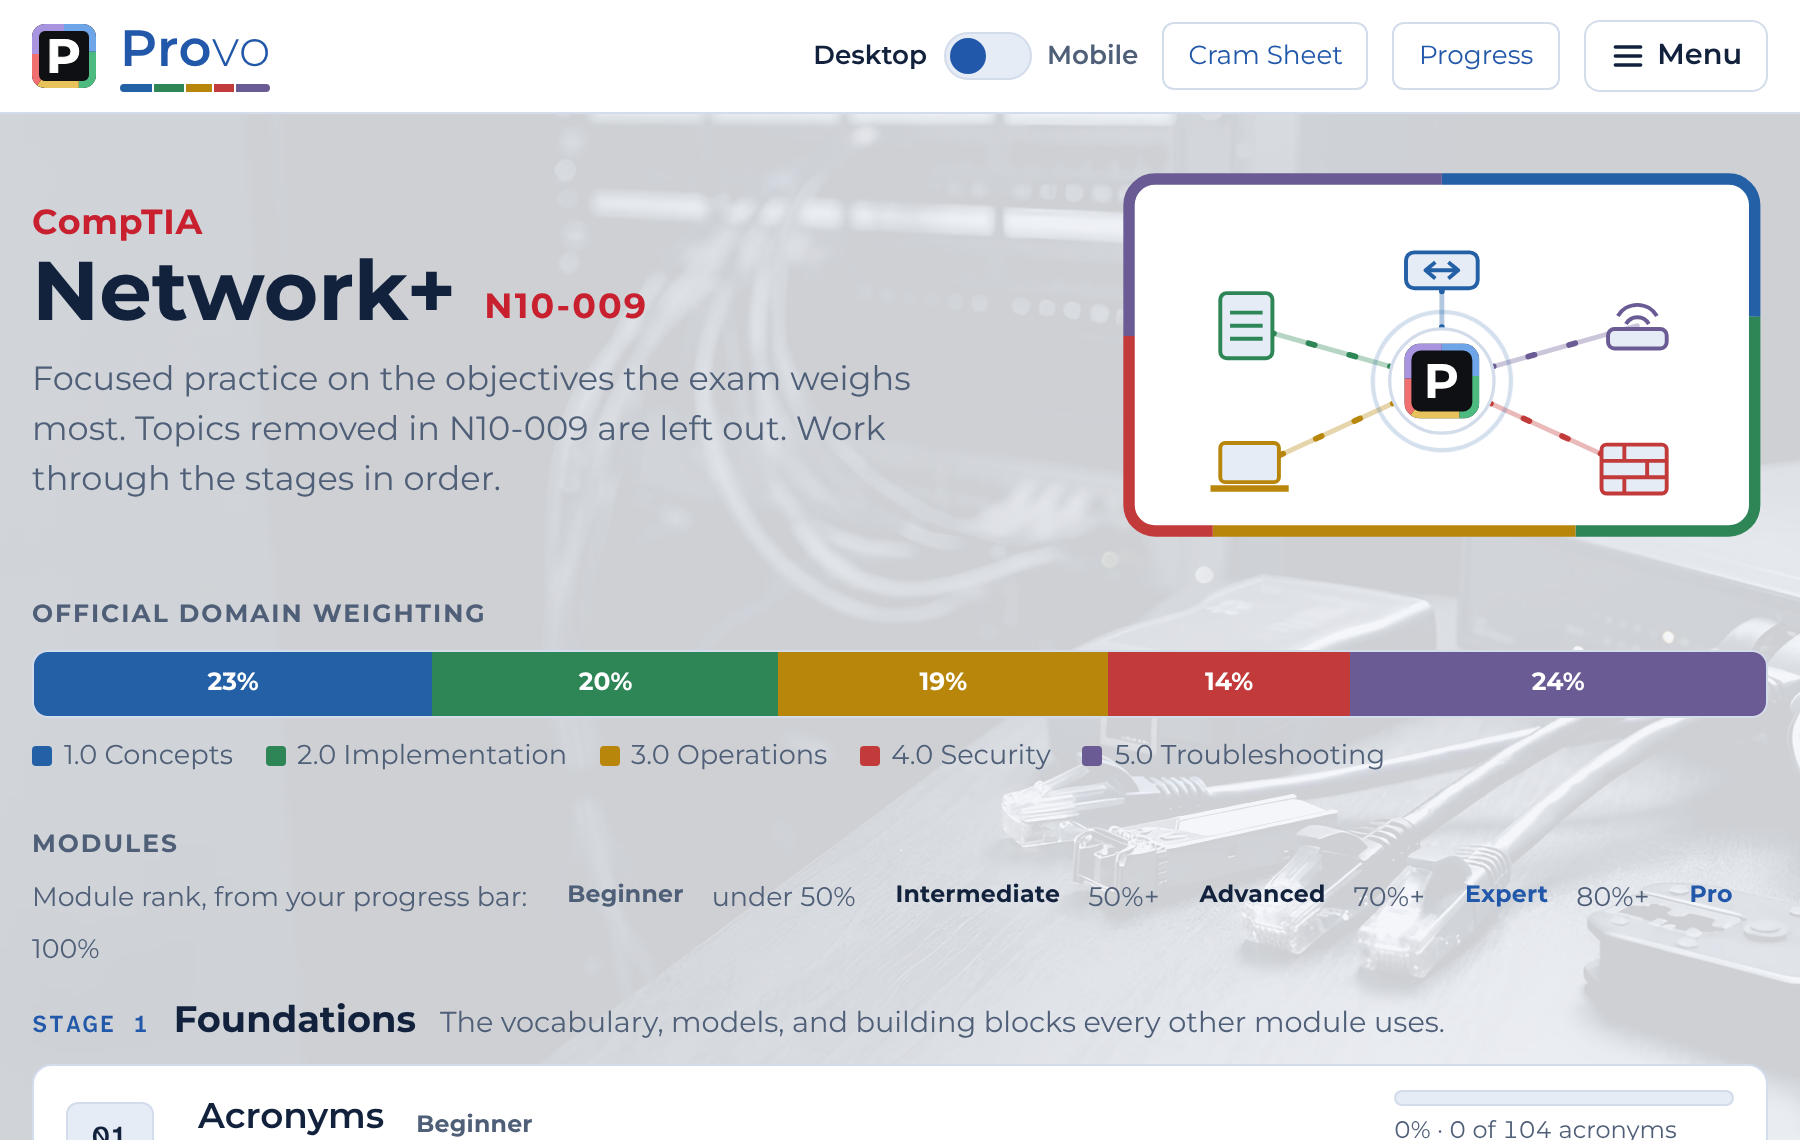 P Provo Desktop Mobile Cram Sheet Progress Menu
CompTIA
Network+ N10-009
Focused practice on the objectives the exam weighs
most. Topics removed in N10-009 are left out. Work
through the stages in order.
P
OFFICIAL DOMAIN WEIGHTING
23% 20% 19% 14% 24%
1.0 Concepts 2.0 Implementation 3.0 Operations 4.0 Security 5.0 Troubleshooting
MODULES
Module rank, from your progress bar: Beginner under 50% Intermediate 50%+ Advanced 70%+ Expert 80%+ Pro
100%
STAGE 1 Foundations The vocabulary, models, and building blocks every other module uses.
01 Acronyms Beginner
0% · 0 of 104 acronyms